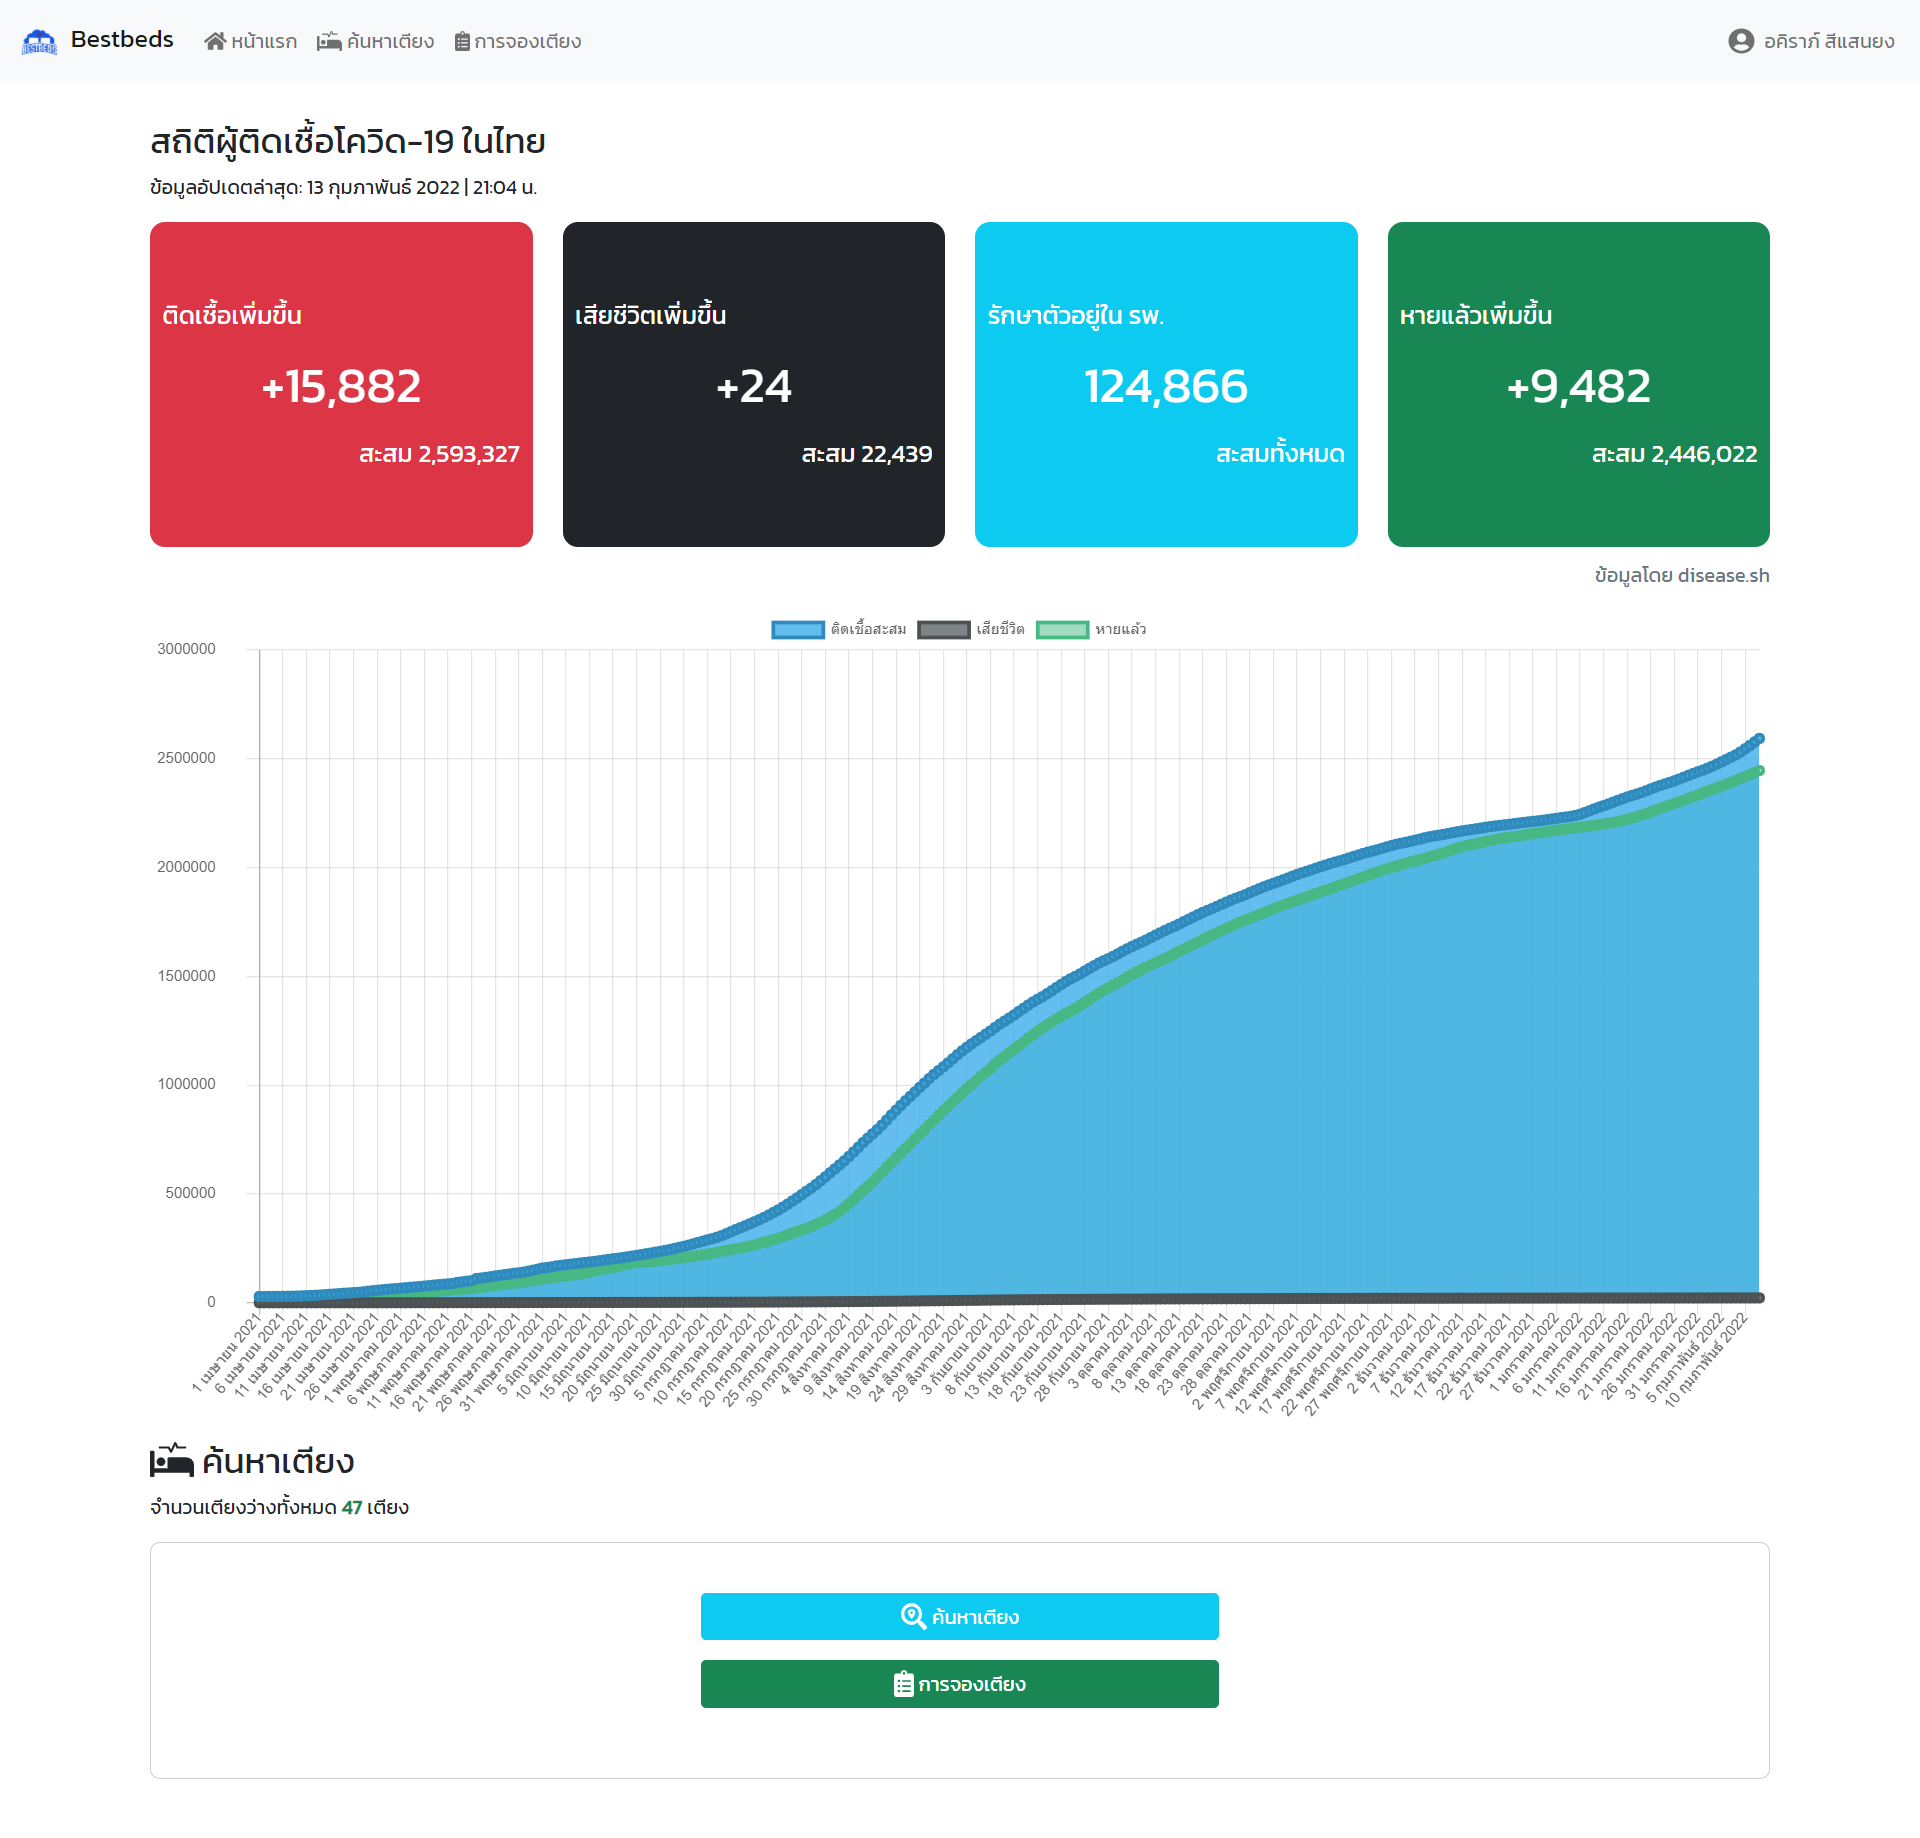 BESTBEDS
Bestbeds
หน้าแรก
ค้นหาเตียง
การจองเตียง
อคิราภ์ สีแสนยง
สถิติผู้ติดเชื้อโควิด-19 ในไทย
ข้อมูลอัปเดตล่าสุด: 13 กุมภาพันธ์ 2022 | 21:04 น.
ติดเชื้อเพิ่มขึ้น
+15,882
สะสม 2,593,327
เสียชีวิตเพิ่มขึ้น
+24
สะสม 22,439
รักษาตัวอยู่ใน รพ.
124,866
สะสมทั้งหมด
หายแล้วเพิ่มขึ้น
+9,482
สะสม 2,446,022
ข้อมูลโดย disease.sh
ติดเชื้อสะสม
เสียชีวิต
หายแล้ว
3000000
2500000
2000000
1500000
1000000
500000
0
1 เมษายน 2021
6 เมษายน 2021
11 เมษายน 2021
16 เมษายน 2021
21 เมษายน 2021
26 เมษายน 2021
1 พฤษภาคม 2021
6 พฤษภาคม 2021
11 พฤษภาคม 2021
16 พฤษภาคม 2021
21 พฤษภาคม 2021
26 พฤษภาคม 2021
31 พฤษภาคม 2021
5 มิถุนายน 2021
10 มิถุนายน 2021
15 มิถุนายน 2021
20 มิถุนายน 2021
25 มิถุนายน 2021
30 มิถุนายน 2021
5 กรกฎาคม 2021
10 กรกฎาคม 2021
15 กรกฎาคม 2021
20 กรกฎาคม 2021
25 กรกฎาคม 2021
30 กรกฎาคม 2021
4 สิงหาคม 2021
9 สิงหาคม 2021
14 สิงหาคม 2021
19 สิงหาคม 2021
24 สิงหาคม 2021
29 สิงหาคม 2021
3 กันยายน 2021
8 กันยายน 2021
13 กันยายน 2021
18 กันยายน 2021
23 กันยายน 2021
28 กันยายน 2021
3 ตุลาคม 2021
8 ตุลาคม 2021
13 ตุลาคม 2021
18 ตุลาคม 2021
23 ตุลาคม 2021
28 ตุลาคม 2021
2 พฤศจิกายน 2021
7 พฤศจิกายน 2021
12 พฤศจิกายน 2021
17 พฤศจิกายน 2021
22 พฤศจิกายน 2021
27 พฤศจิกายน 2021
2 ธันวาคม 2021
7 ธันวาคม 2021
12 ธันวาคม 2021
17 ธันวาคม 2021
22 ธันวาคม 2021
27 ธันวาคม 2021
1 มกราคม 2022
6 มกราคม 2022
11 มกราคม 2022
16 มกราคม 2022
21 มกราคม 2022
26 มกราคม 2022
31 มกราคม 2022
5 กุมภาพันธ์ 2022
10 กุมภาพันธ์ 2022
ค้นหาเตียง
จำนวนเตียงว่างทั้งหมด 47 เตียง
ค้นหาเตียง
การจองเตียง